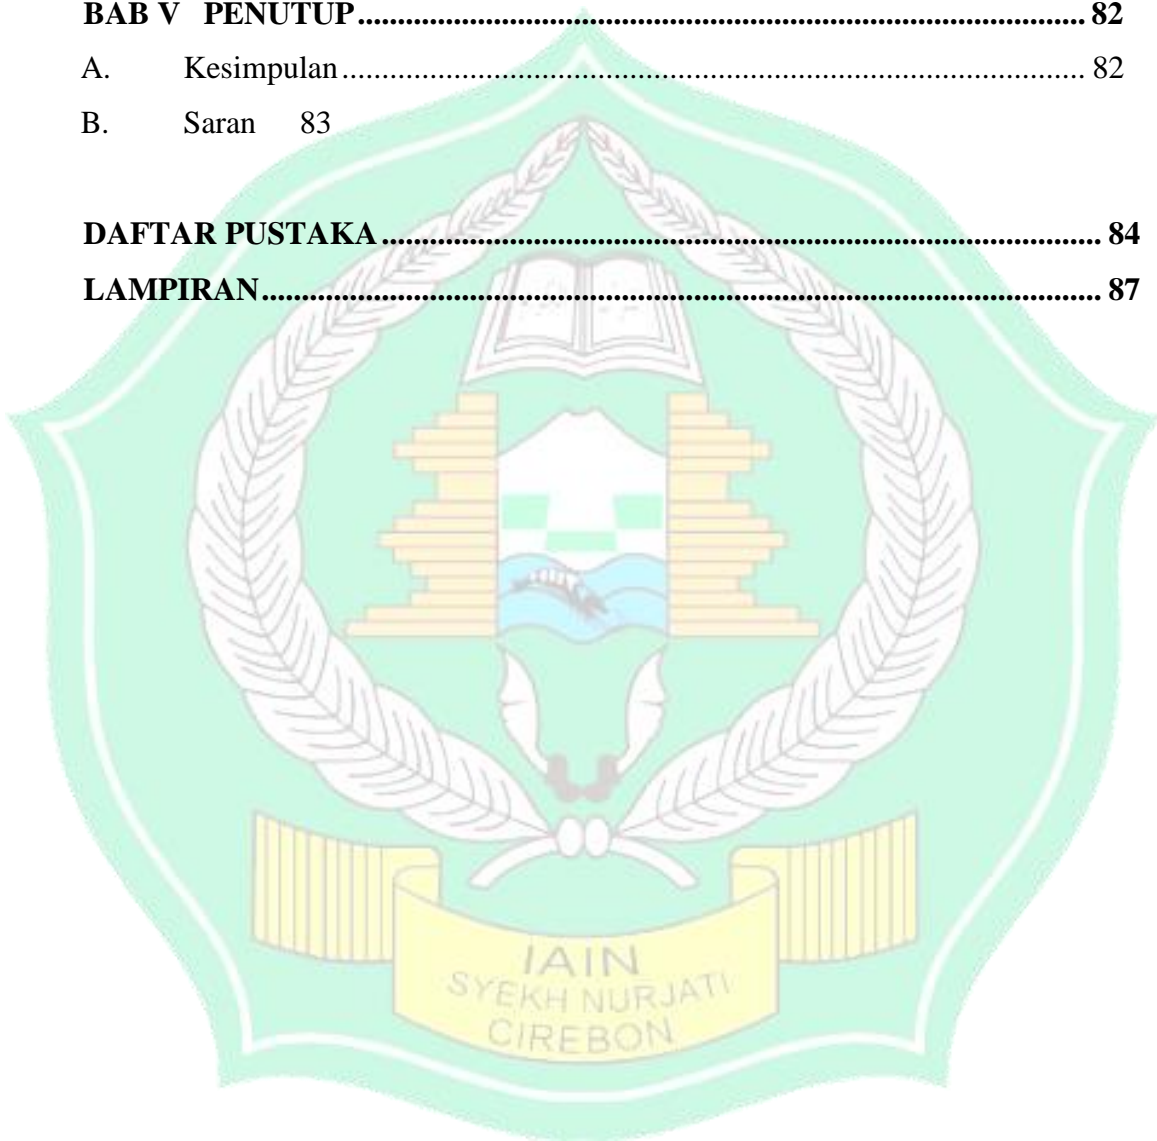 BAB V PENUTUP........................................................................................... 82
A. Kesimpulan............................................................................................. 82
B. Saran 83
DAFTAR PUSTAKA.......................................................................................... 84
LAMPIRAN......................................................................................................... 87
IAIN
SYEKH NURJATI
CIREBON